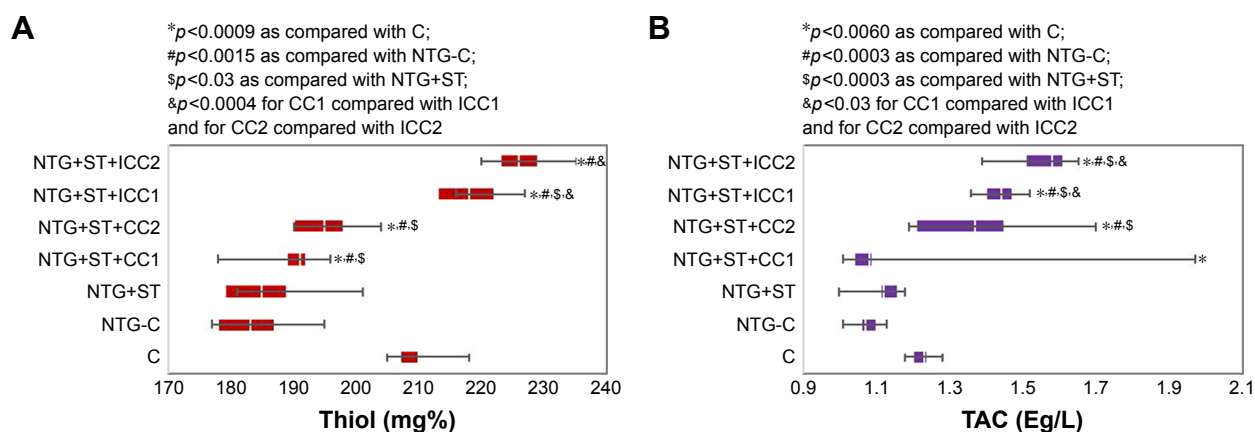 A
*p<0.0009 as compared with C;
#p<0.0015 as compared with NTG-C;
$p<0.03 as compared with NTG+ST;
&p<0.0004 for CC1 compared with ICC1
and for CC2 compared with ICC2
NTG+ST+ICC2
*,#,&
NTG+ST+ICC1
*,#,$,&
NTG+ST+CC2
*,#,$
NTG+ST+CC1
*,#,$
NTG+ST
NTG-C
C
170 180 190 200 210 220 230 240
Thiol (mg%)
B
*p<0.0060 as compared with C;
#p<0.0003 as compared with NTG-C;
$p<0.0003 as compared with NTG+ST;
&p<0.03 for CC1 compared with ICC1
and for CC2 compared with ICC2
NTG+ST+ICC2
*,#,$,&
NTG+ST+ICC1
*,#,$,&
NTG+ST+CC2
*,#,$
NTG+ST+CC1
*
NTG+ST
NTG-C
C
0.9 1.1 1.3 1.5 1.7 1.9 2.1
TAC (Eg/L)